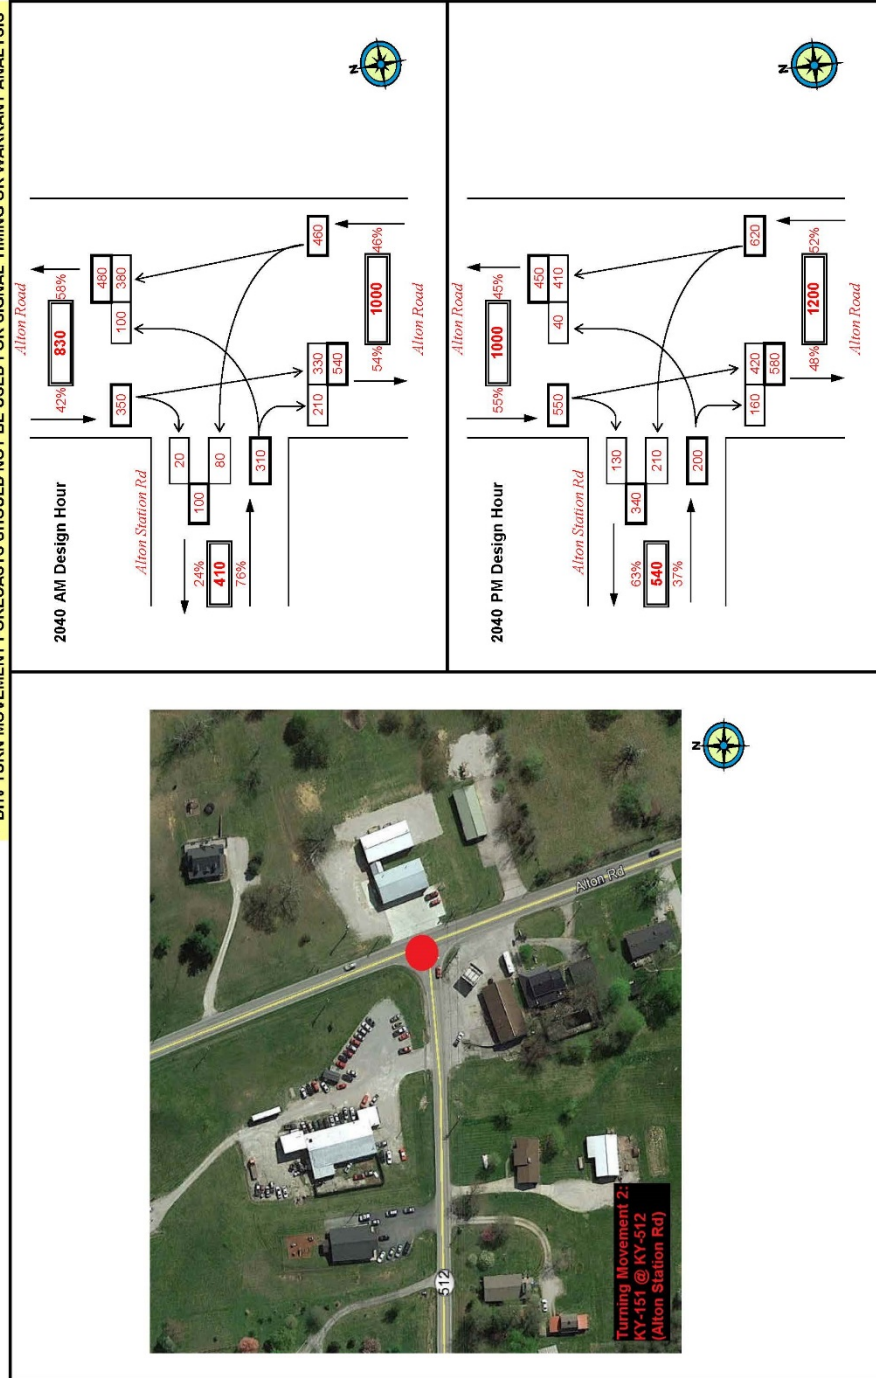 DHV TURN MOVEMENT FORECASTS SHOULD NOT BE USED FOR SIGNAL TIMING OR WARRANT ANALYSIS
2040 AM Design Hour
N
Alton Road
42%
830
58%
350
480
100
380
Alton Station Rd
20
80
100
310
24%
410
76%
460
210
330
540
54%
1000
46%
Alton Road
2040 PM Design Hour
N
Alton Road
55%
1000
45%
550
450
40
410
Alton Station Rd
130
210
340
200
63%
540
37%
620
160
420
580
48%
1200
52%
Alton Road
Alton Rd
512
N
Turning Movement 2:
KY-151 @ KY-512
(Alton Station Rd)